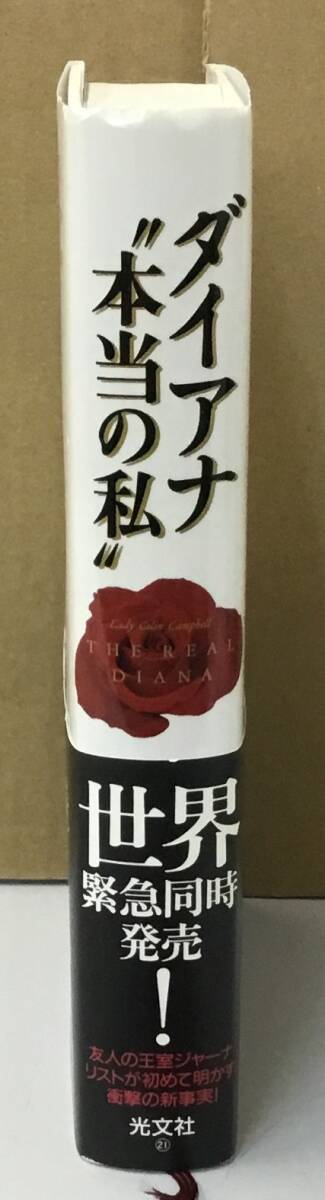 ダイアナ
“本当の私”
Lady Colin Campbell
THE REAL
DIANA
世界
緊急同時
発売
!
友人の王室ジャーナ
リストが初めて明かす
衝撃の新事実!
光文社
㉑